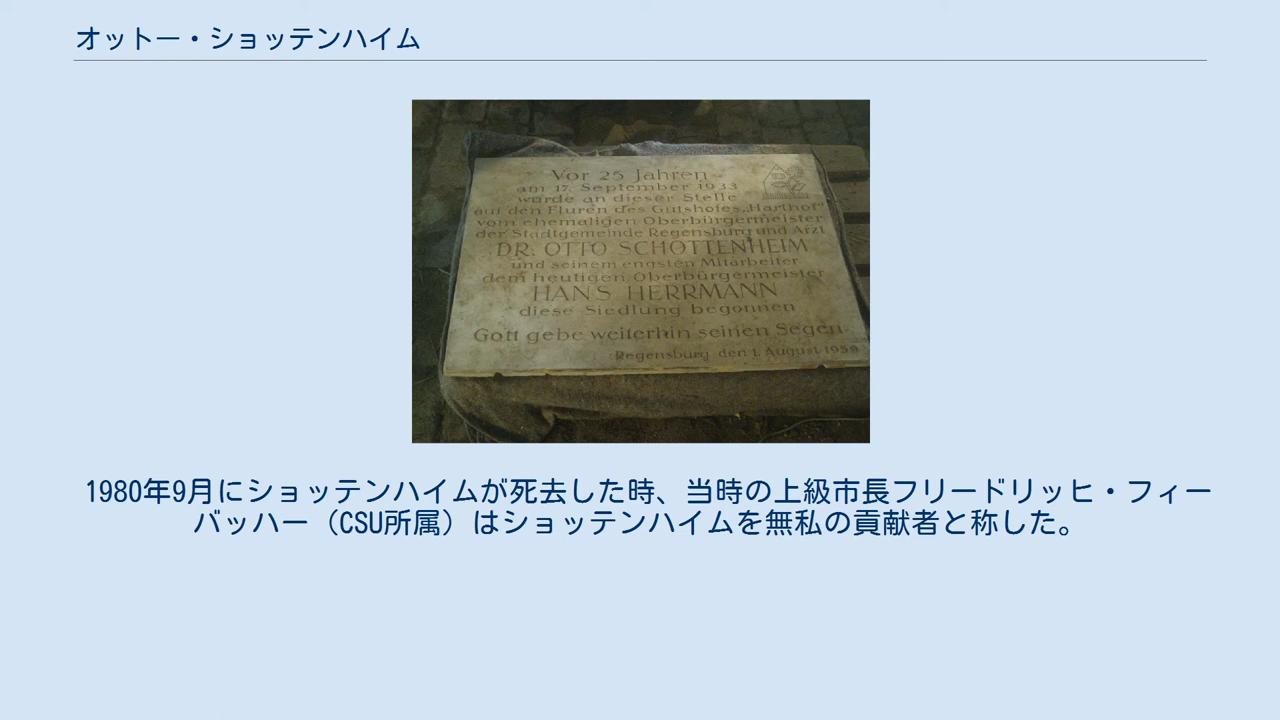 オットー・ショッテンハイム
Vor 25 Jahren
am 17. September 1933
wurde an dieser Stelle
auf den Fluren des Gutshofes „Harthof"
vom ehemaligen Oberbürgermeister
der Stadtgemeinde Regensburg und Arzt
DR. OTTO SCHOTTENHEIM
und seinem engsten Mitarbeiter
dem heutigen Oberbürgermeister
HANS HERRMANN
diese Siedlung begonnen
Gott gebe weiterhin seinen Segen
Regensburg den 1. August 1959
1980年9月にショッテンハイムが死去した時、当時の上級市長フリードリッヒ・フィー
バッハー（CSU所属）はショッテンハイムを無私の貢献者と称した。